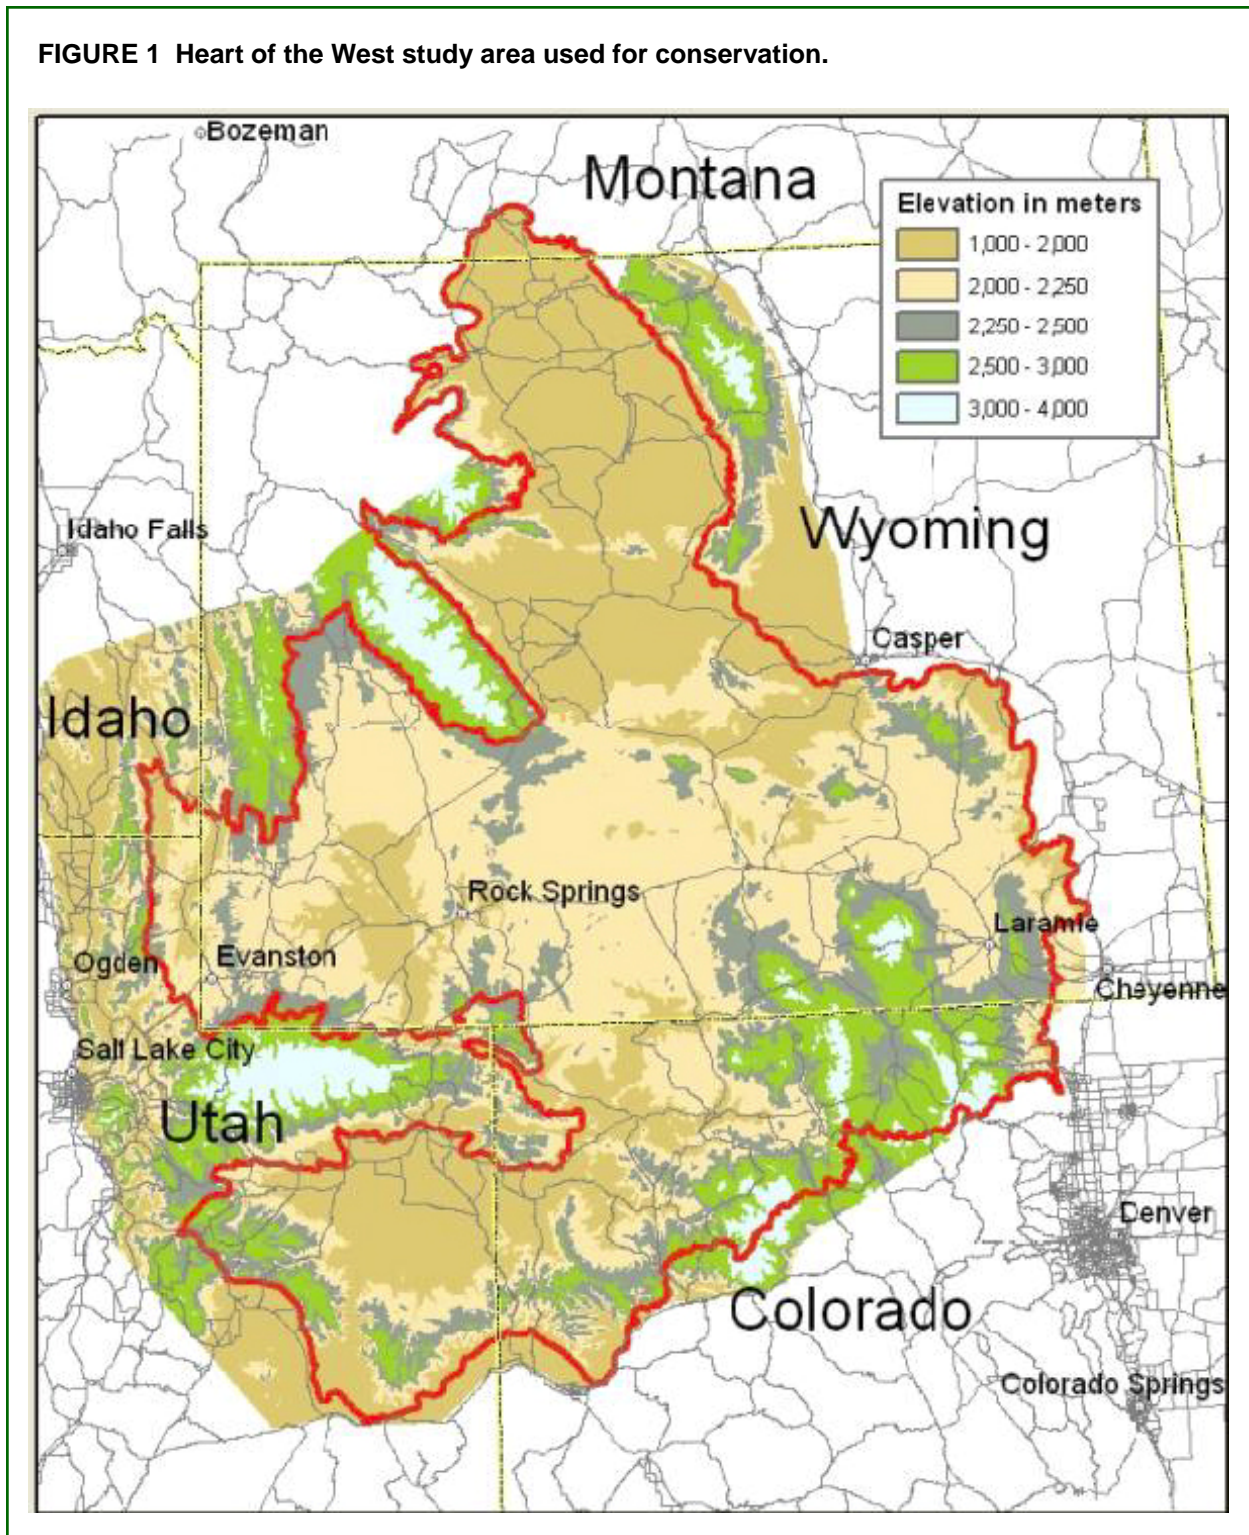 FIGURE 1 Heart of the West study area used for conservation.
Bozeman
Montana
Elevation in meters
1,000 - 2,000
2,000 - 2,250
2,250 - 2,500
2,500 - 3,000
3,000 - 4,000
Idaho Falls
Wyoming
Casper
Idaho
Rock Springs
Laramie
Evanston
Ogden
Cheyenne
Salt Lake City
Utah
Denver
Colorado
Colorado Springs